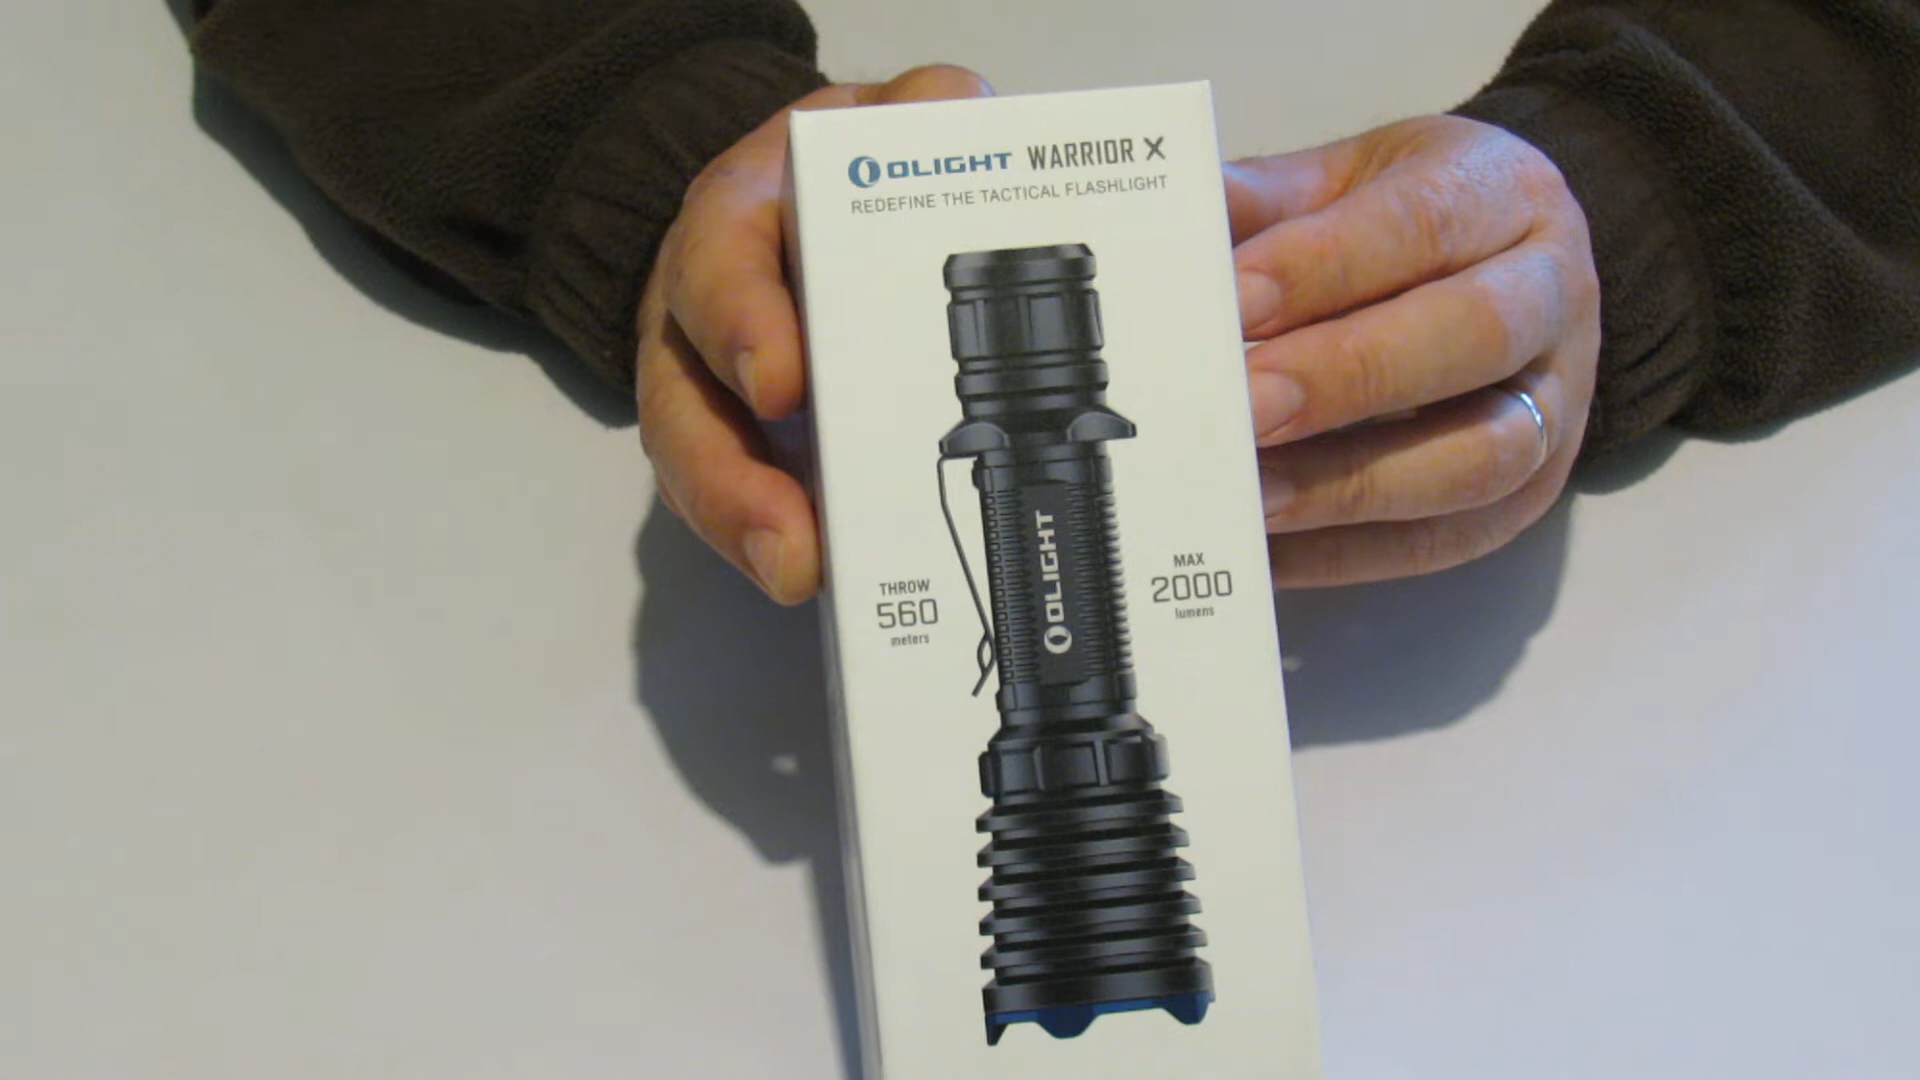 OLIGHT WARRIOR X
REDEFINE THE TACTICAL FLASHLIGHT
OLIGHT
THROW
560
meters
MAX
2000
lumens